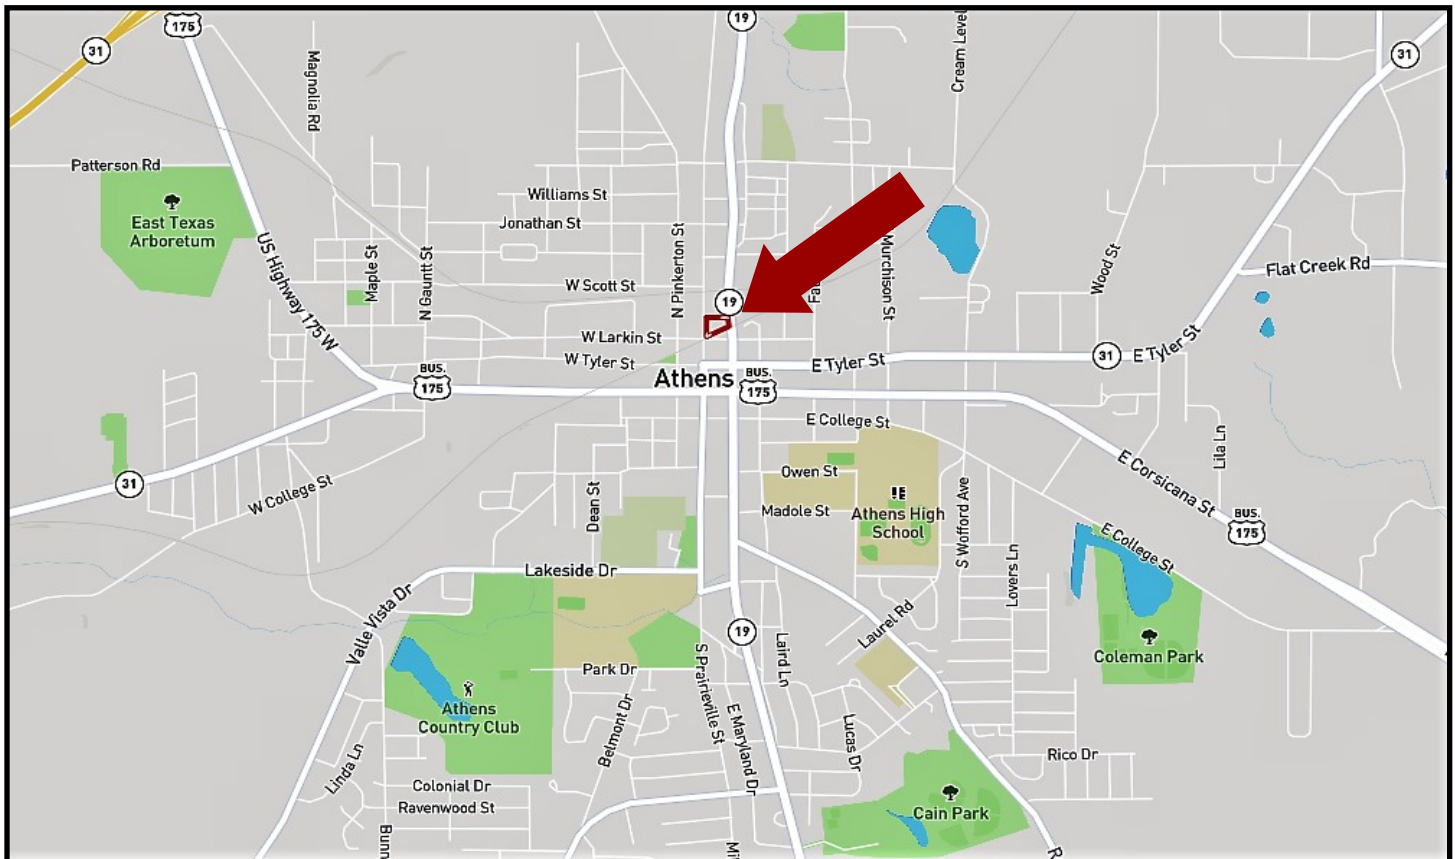 175
19
31
31
Magnolia Rd
Cream Level
Patterson Rd
East Texas
Arboretum
Williams St
Jonathan St
US Highway 175 W
Maple St
N Gauntt St
N Pinkerton St
W Scott St
Murchison St
Wood St
Flat Creek Rd
19
W Larkin St
W Tyler St
E Tyler St
31
E Tyler St
Athens
BUS.
175
BUS.
175
E College St
Owen St
Madole St
Athens High
School
S Wofford Ave
Lovers Ln
Lila Ln
E Corsicana St
BUS.
175
E College St
31
W College St
Dean St
Lakeside Dr
Valle Vista Dr
19
Laird Ln
Laurel Rd
Coleman Park
Park Dr
S Prairieville St
E Maryland Dr
Athens
Country Club
Belmont Dr
Lucas Dr
Linda Ln
Rico Dr
Colonial Dr
Ravenwood St
Cain Park
Bunn
Mi
R